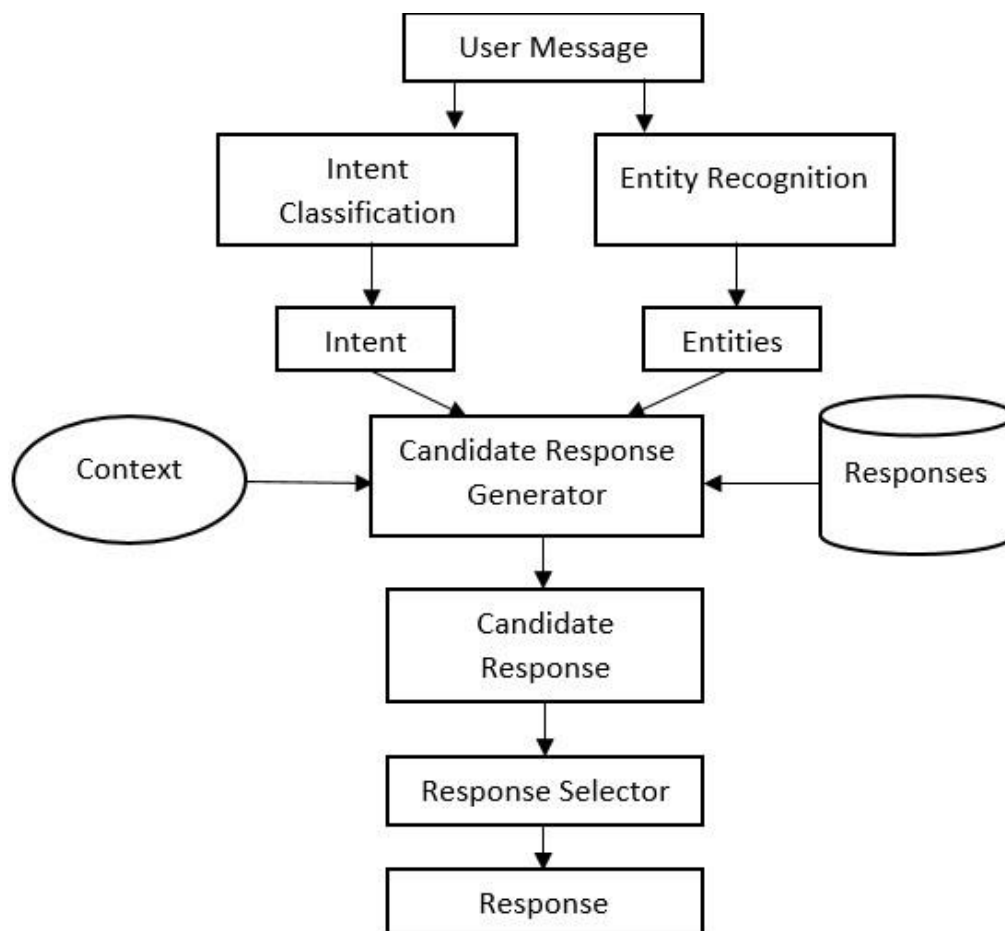 User Message
Intent
Classification
Entity Recognition
Intent
Entities
Context
Candidate Response
Generator
Responses
Candidate
Response
Response Selector
Response